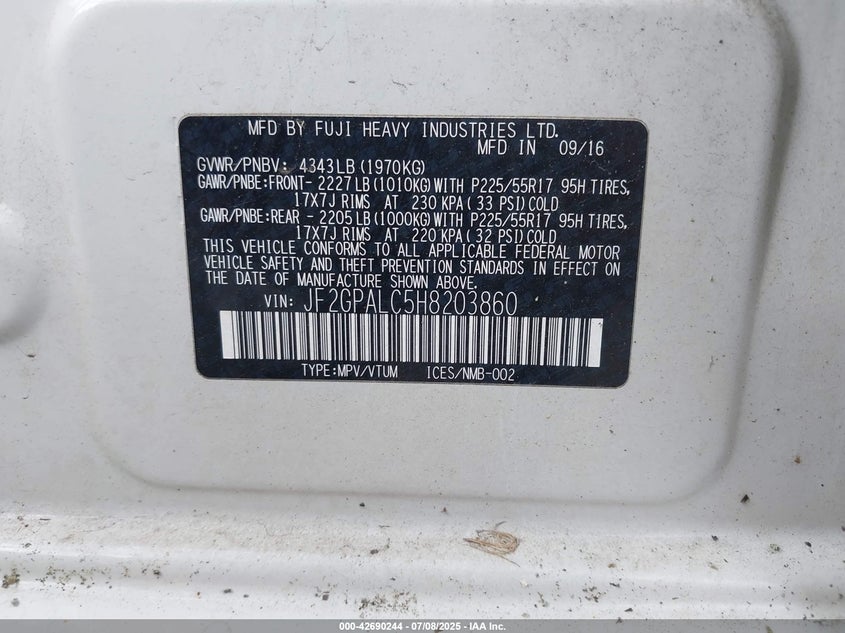 MFD BY FUJI HEAVY INDUSTRIES LTD.
MFD IN 09/16
GVWR/PNBV: 4343LB (1970KG)
GAWR/PNBE:FRONT- 2227LB(1010KG)WITH P225/55R17 95H TIRES,
17X7J RIMS AT 230 KPA( 33 PSI)COLD
GAWR/PNBE:REAR - 2205LB(1000KG)WITH P225/55R17 95H TIRES,
17X7J RIMS AT 220 KPA( 32 PSI)COLD
THIS VEHICLE CONFORMS TO ALL APPLICABLE FEDERAL MOTOR
VEHICLE SAFETY AND THEFT PREVENTION STANDARDS IN EFFECT ON
THE DATE OF MANUFACTURE SHOWN ABOVE.
VIN: JF2GPALC5H8203860
TYPE:MPV/VTUM ICES/NMB-002
000-42690244 - 07/08/2025 - IAA Inc.